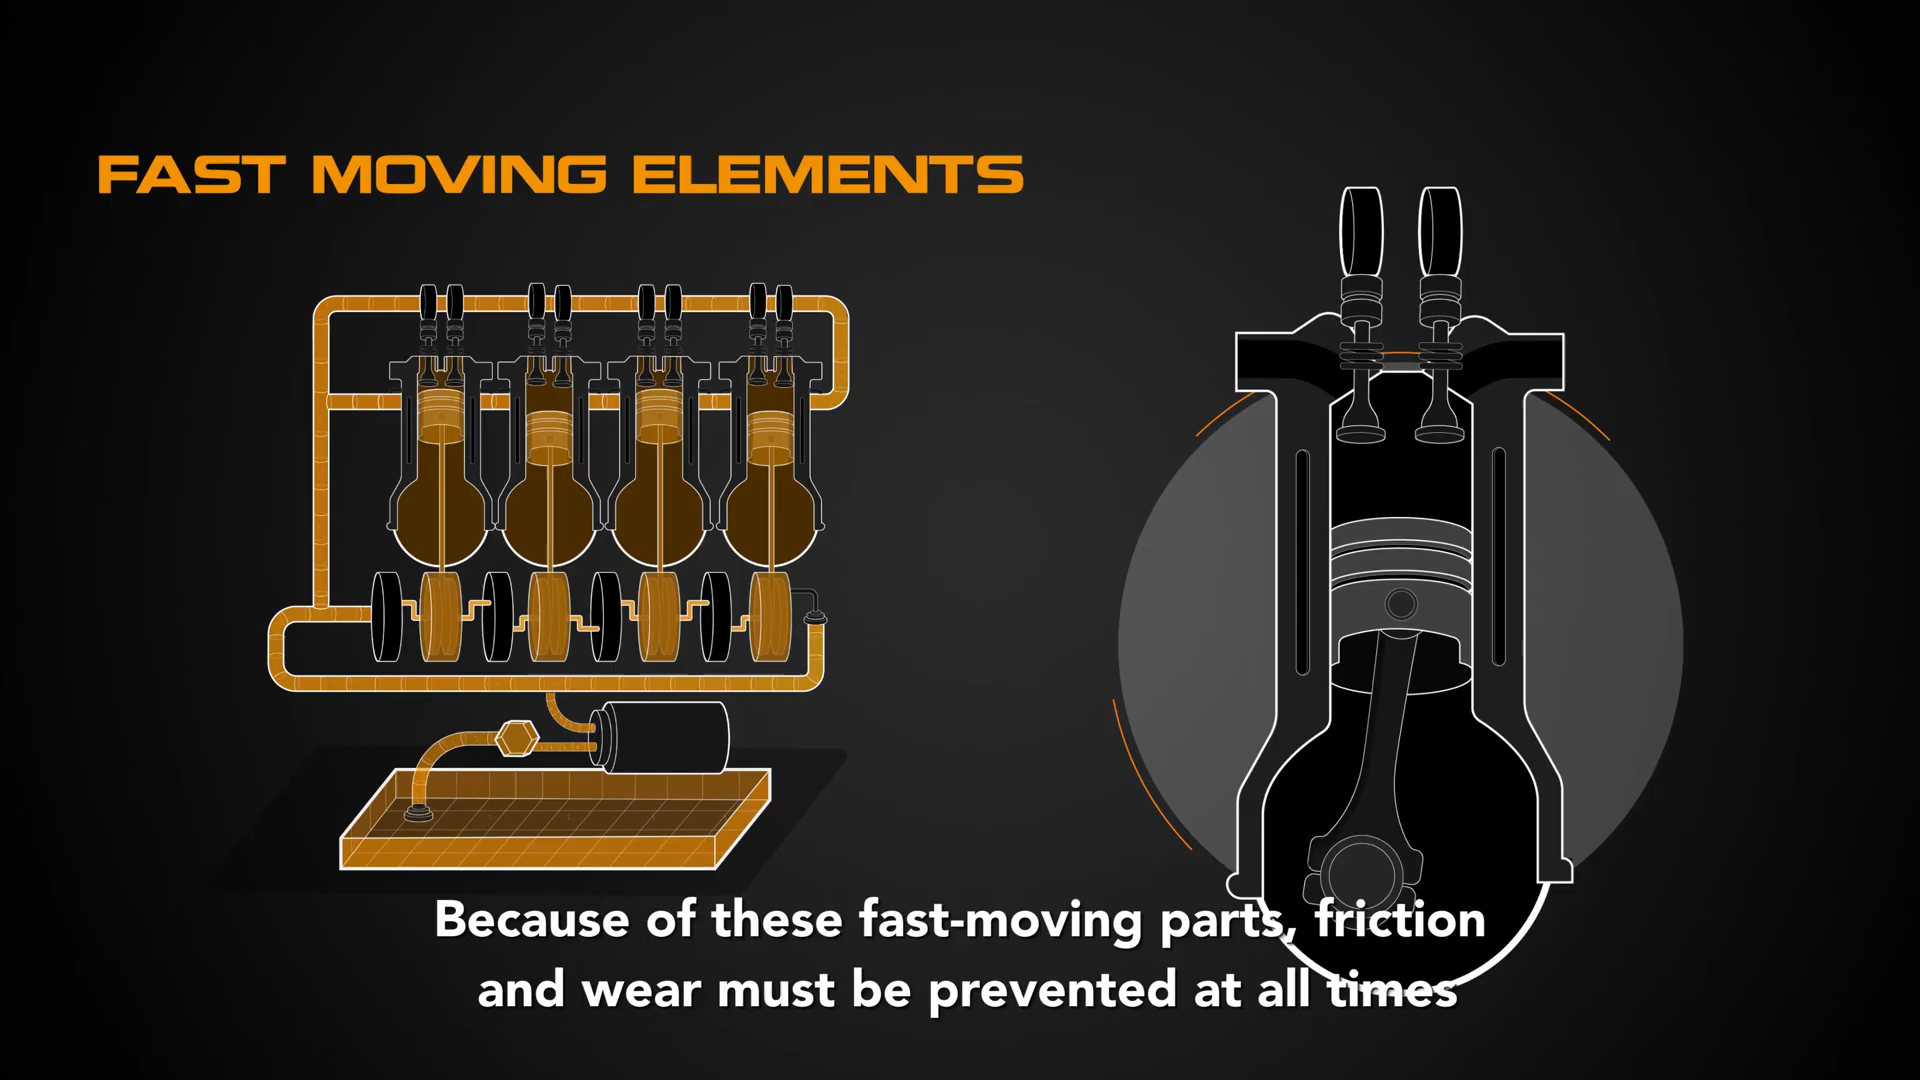 FAST MOVING ELEMENTS
Because of these fast-moving parts, friction
and wear must be prevented at all times